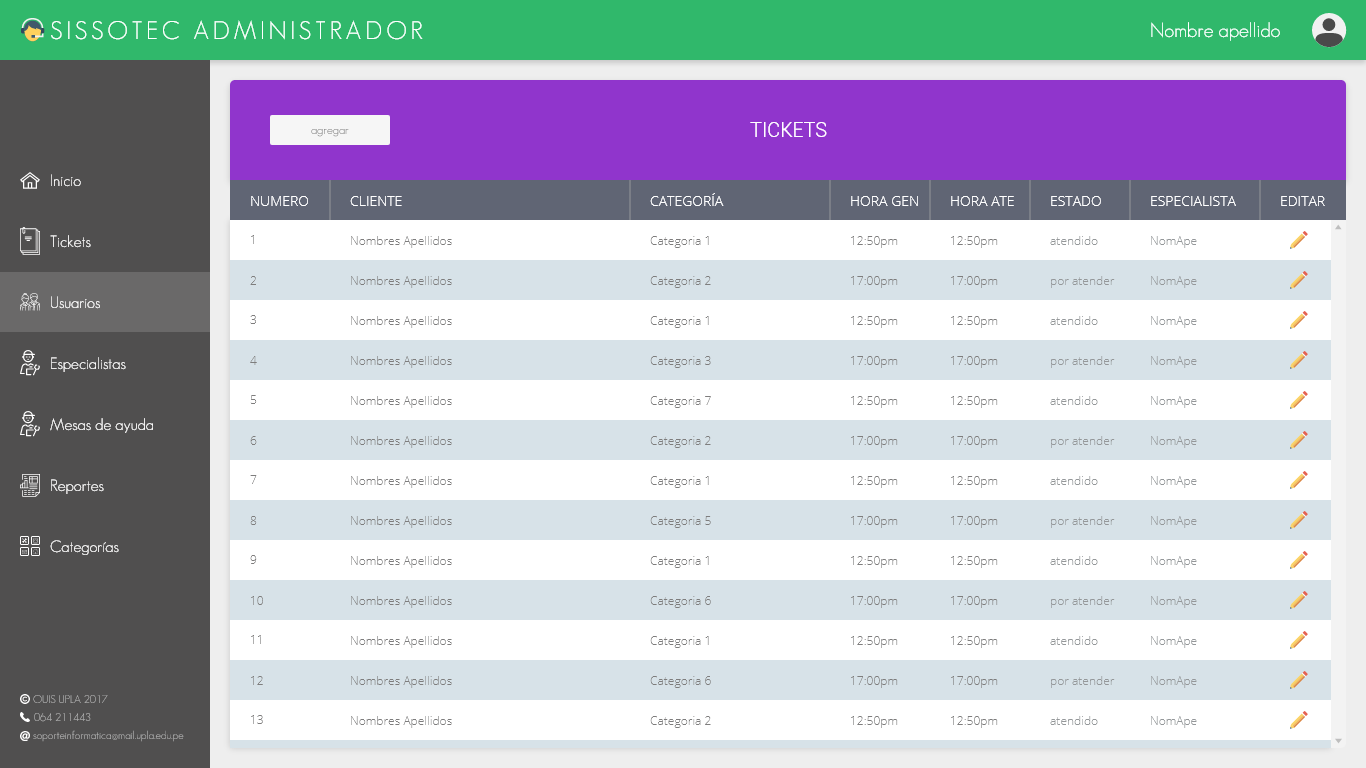 SISSOTEC ADMINISTRADOR
Nombre apellido
Inicio
Tickets
Usuarios
Especialistas
Mesas de ayuda
Reportes
Categorías
© OUIS UPLA 2017
064 211443
soporteinformatica@mail.upla.edu.pe
agregar
TICKETS
NUMERO CLIENTE CATEGORÍA HORA GEN HORA ATE ESTADO ESPECIALISTA EDITAR
1 Nombres Apellidos Categoria 1 12:50pm 12:50pm atendido NomApe
2 Nombres Apellidos Categoria 2 17:00pm 17:00pm por atender NomApe
3 Nombres Apellidos Categoria 1 12:50pm 12:50pm atendido NomApe
4 Nombres Apellidos Categoria 3 17:00pm 17:00pm por atender NomApe
5 Nombres Apellidos Categoria 7 12:50pm 12:50pm atendido NomApe
6 Nombres Apellidos Categoria 2 17:00pm 17:00pm por atender NomApe
7 Nombres Apellidos Categoria 1 12:50pm 12:50pm atendido NomApe
8 Nombres Apellidos Categoria 5 17:00pm 17:00pm por atender NomApe
9 Nombres Apellidos Categoria 1 12:50pm 12:50pm atendido NomApe
10 Nombres Apellidos Categoria 6 17:00pm 17:00pm por atender NomApe
11 Nombres Apellidos Categoria 1 12:50pm 12:50pm atendido NomApe
12 Nombres Apellidos Categoria 6 17:00pm 17:00pm por atender NomApe
13 Nombres Apellidos Categoria 2 12:50pm 12:50pm atendido NomApe